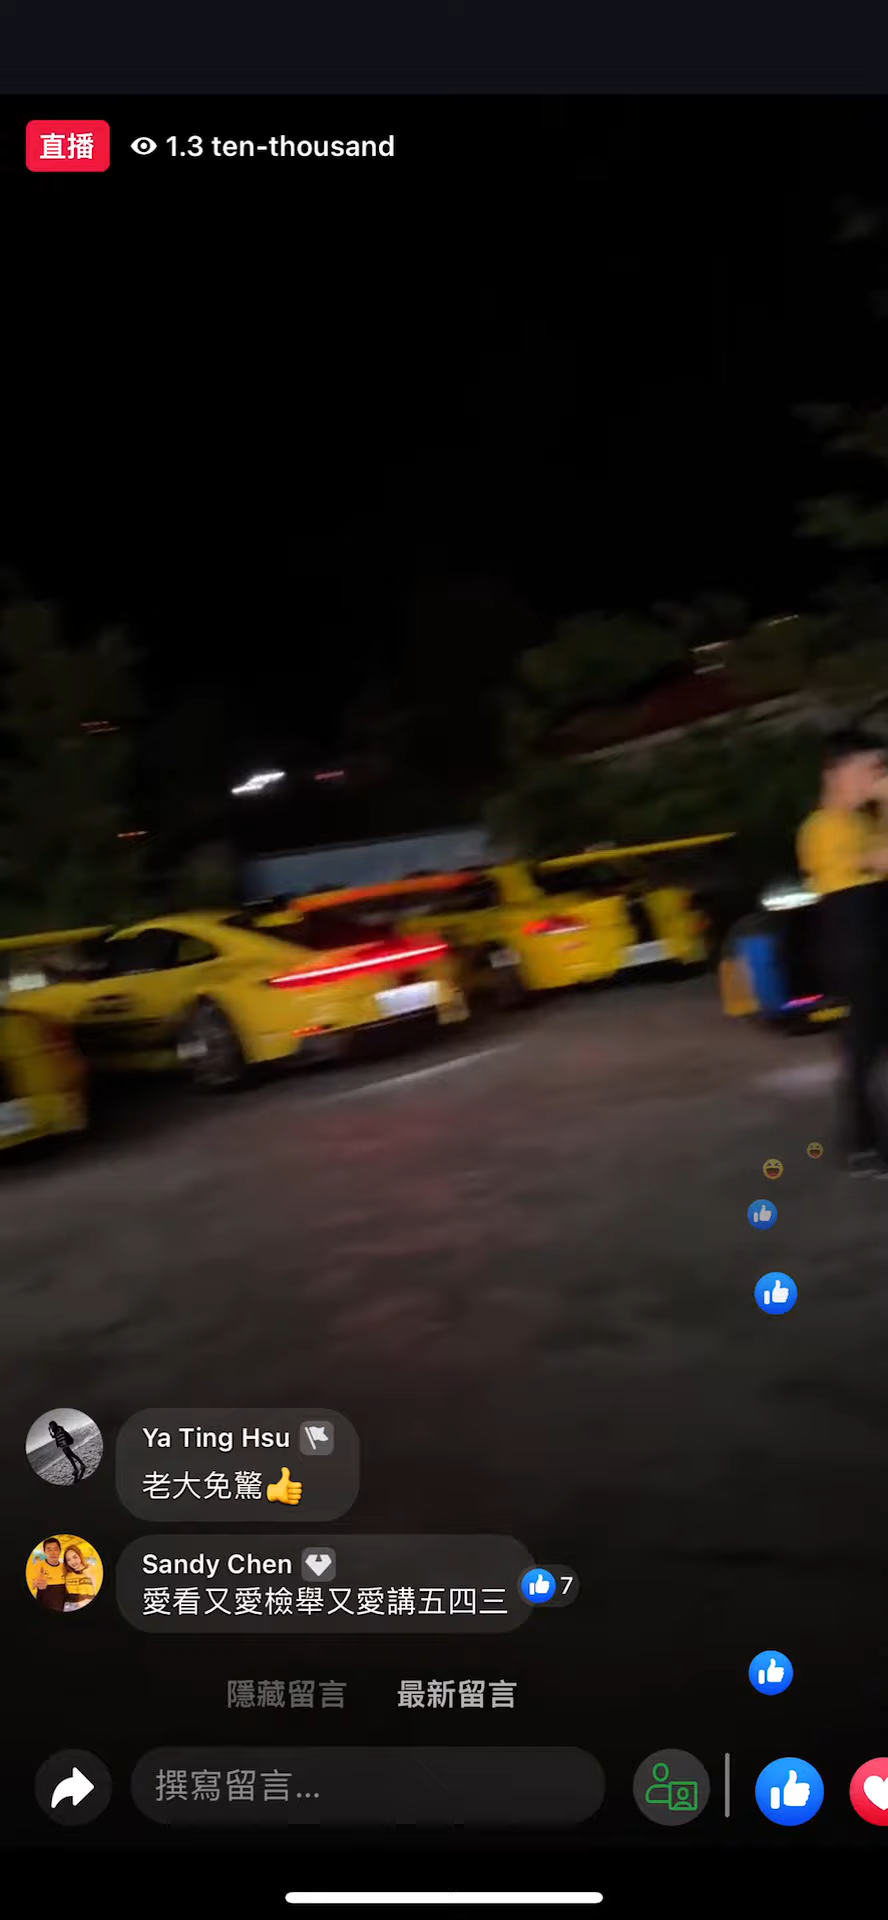 直播
1.3 ten-thousand
Ya Ting Hsu
老大免驚👍
Sandy Chen
愛看又愛檢舉又愛講五四三
7
隱藏留言 最新留言
撰寫留言...